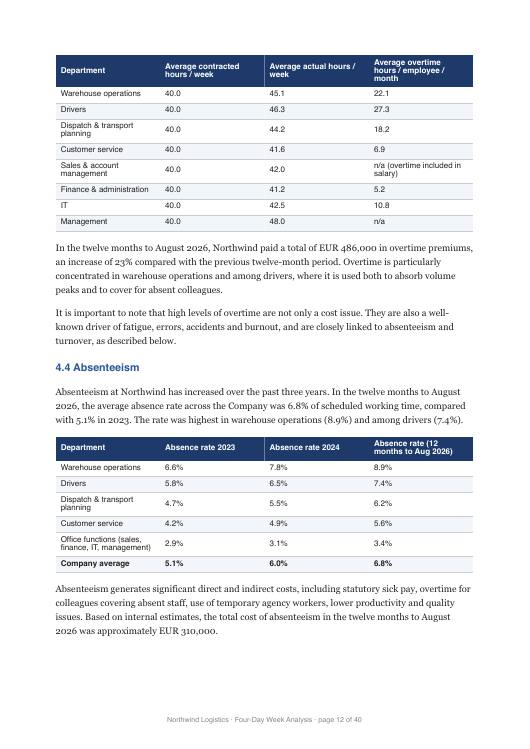 Department | Average contracted hours / week | Average actual hours / week | Average overtime hours / employee / month
Warehouse operations | 40.0 | 45.1 | 22.1
Drivers | 40.0 | 46.3 | 27.3
Dispatch & transport planning | 40.0 | 44.2 | 18.2
Customer service | 40.0 | 41.6 | 6.9
Sales & account management | 40.0 | 42.0 | n/a (overtime included in salary)
Finance & administration | 40.0 | 41.2 | 5.2
IT | 40.0 | 42.5 | 10.8
Management | 40.0 | 48.0 | n/a
In the twelve months to August 2026, Northwind paid a total of EUR 486,000 in overtime premiums,
an increase of 23% compared with the previous twelve-month period. Overtime is particularly
concentrated in warehouse operations and among drivers, where it is used both to absorb volume
peaks and to cover for absent colleagues.
It is important to note that high levels of overtime are not only a cost issue. They are also a well-
known driver of fatigue, errors, accidents and burnout, and are closely linked to absenteeism and
turnover, as described below.
4.4 Absenteeism
Absenteeism at Northwind has increased over the past three years. In the twelve months to August
2026, the average absence rate across the Company was 6.8% of scheduled working time, compared
with 5.1% in 2023. The rate was highest in warehouse operations (8.9%) and among drivers (7.4%).
Department | Absence rate 2023 | Absence rate 2024 | Absence rate (12 months to Aug 2026)
Warehouse operations | 6.6% | 7.8% | 8.9%
Drivers | 5.8% | 6.5% | 7.4%
Dispatch & transport planning | 4.7% | 5.5% | 6.2%
Customer service | 4.2% | 4.9% | 5.6%
Office functions (sales, finance, IT, management) | 2.9% | 3.1% | 3.4%
Company average | 5.1% | 6.0% | 6.8%
Absenteeism generates significant direct and indirect costs, including statutory sick pay, overtime for
colleagues covering absent staff, use of temporary agency workers, lower productivity and quality
issues. Based on internal estimates, the total cost of absenteeism in the twelve months to August
2026 was approximately EUR 310,000.
Northwind Logistics · Four-Day Week Analysis · page 12 of 40